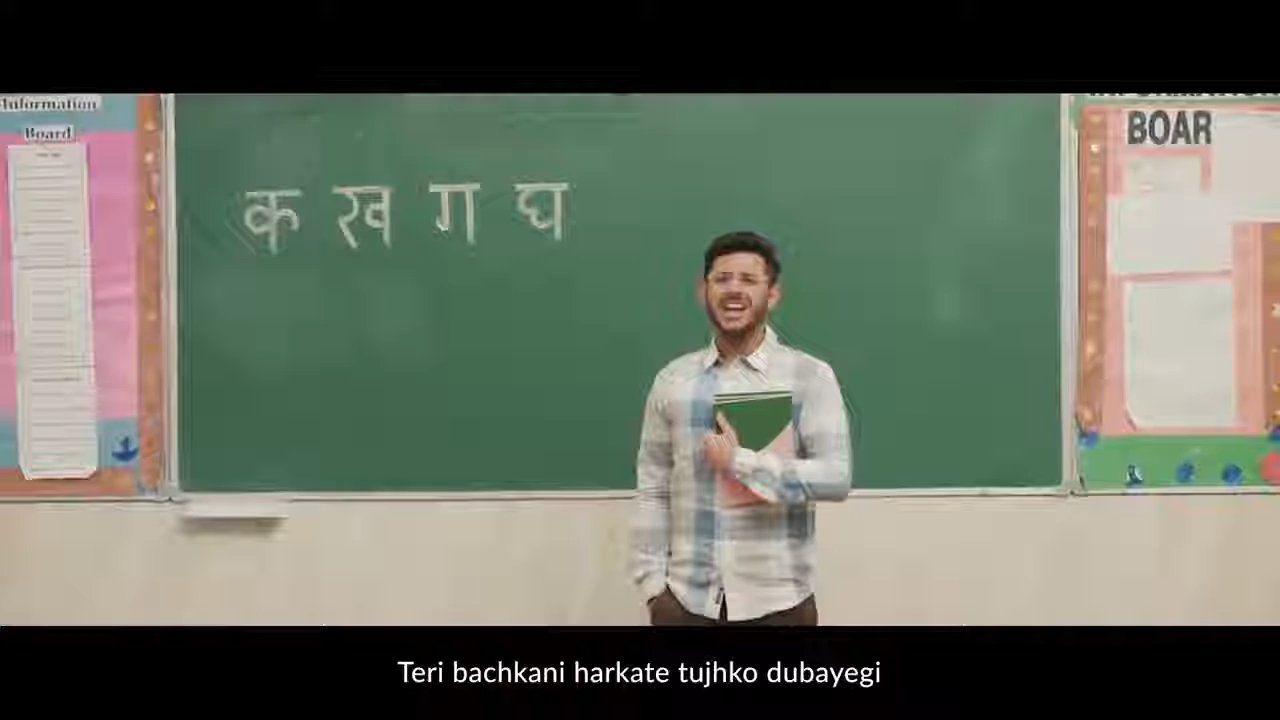 Information
Board
BOAR
क ख ग घ
Teri bachkani harkate tujhko dubayegi